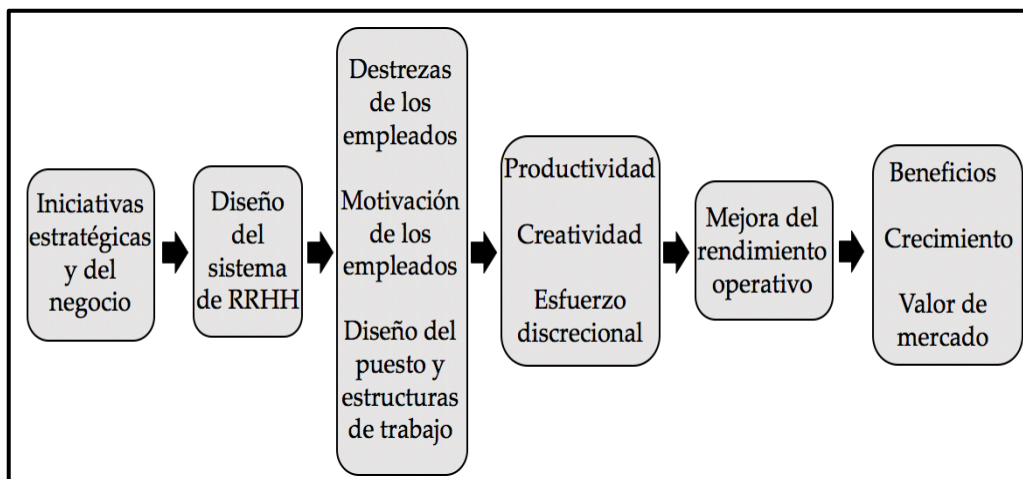 Iniciativas
estratégicas
y del
negocio
Diseño
del
sistema
de RRHH
Destrezas
de los
empleados
Motivación
de los
empleados
Diseño del
puesto y
estructuras
de trabajo
Productividad
Creatividad
Esfuerzo
discrecional
Mejora del
rendimiento
operativo
Beneficios
Crecimiento
Valor de
mercado